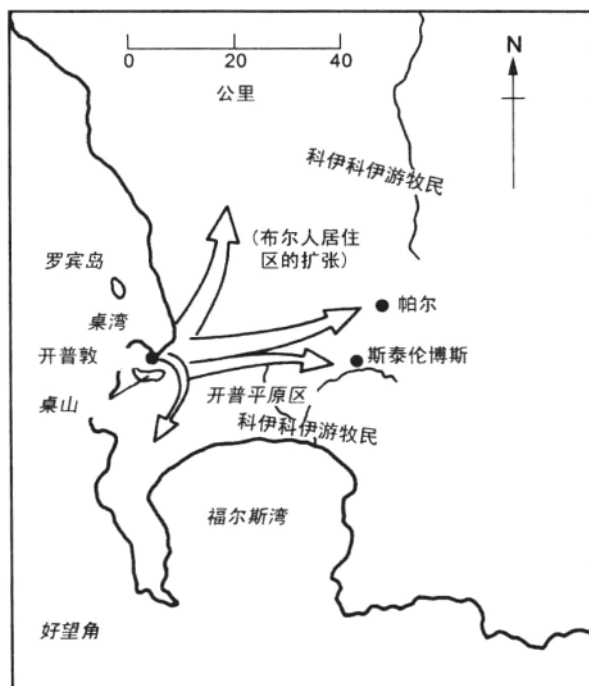 0 20 40
公里
N
科伊科伊游牧民
(布尔人居住
区的扩张)
罗宾岛
桌湾
帕尔
开普敦
斯泰伦博斯
桌山
开普平原区
科伊科伊游牧民
福尔斯湾
好望角